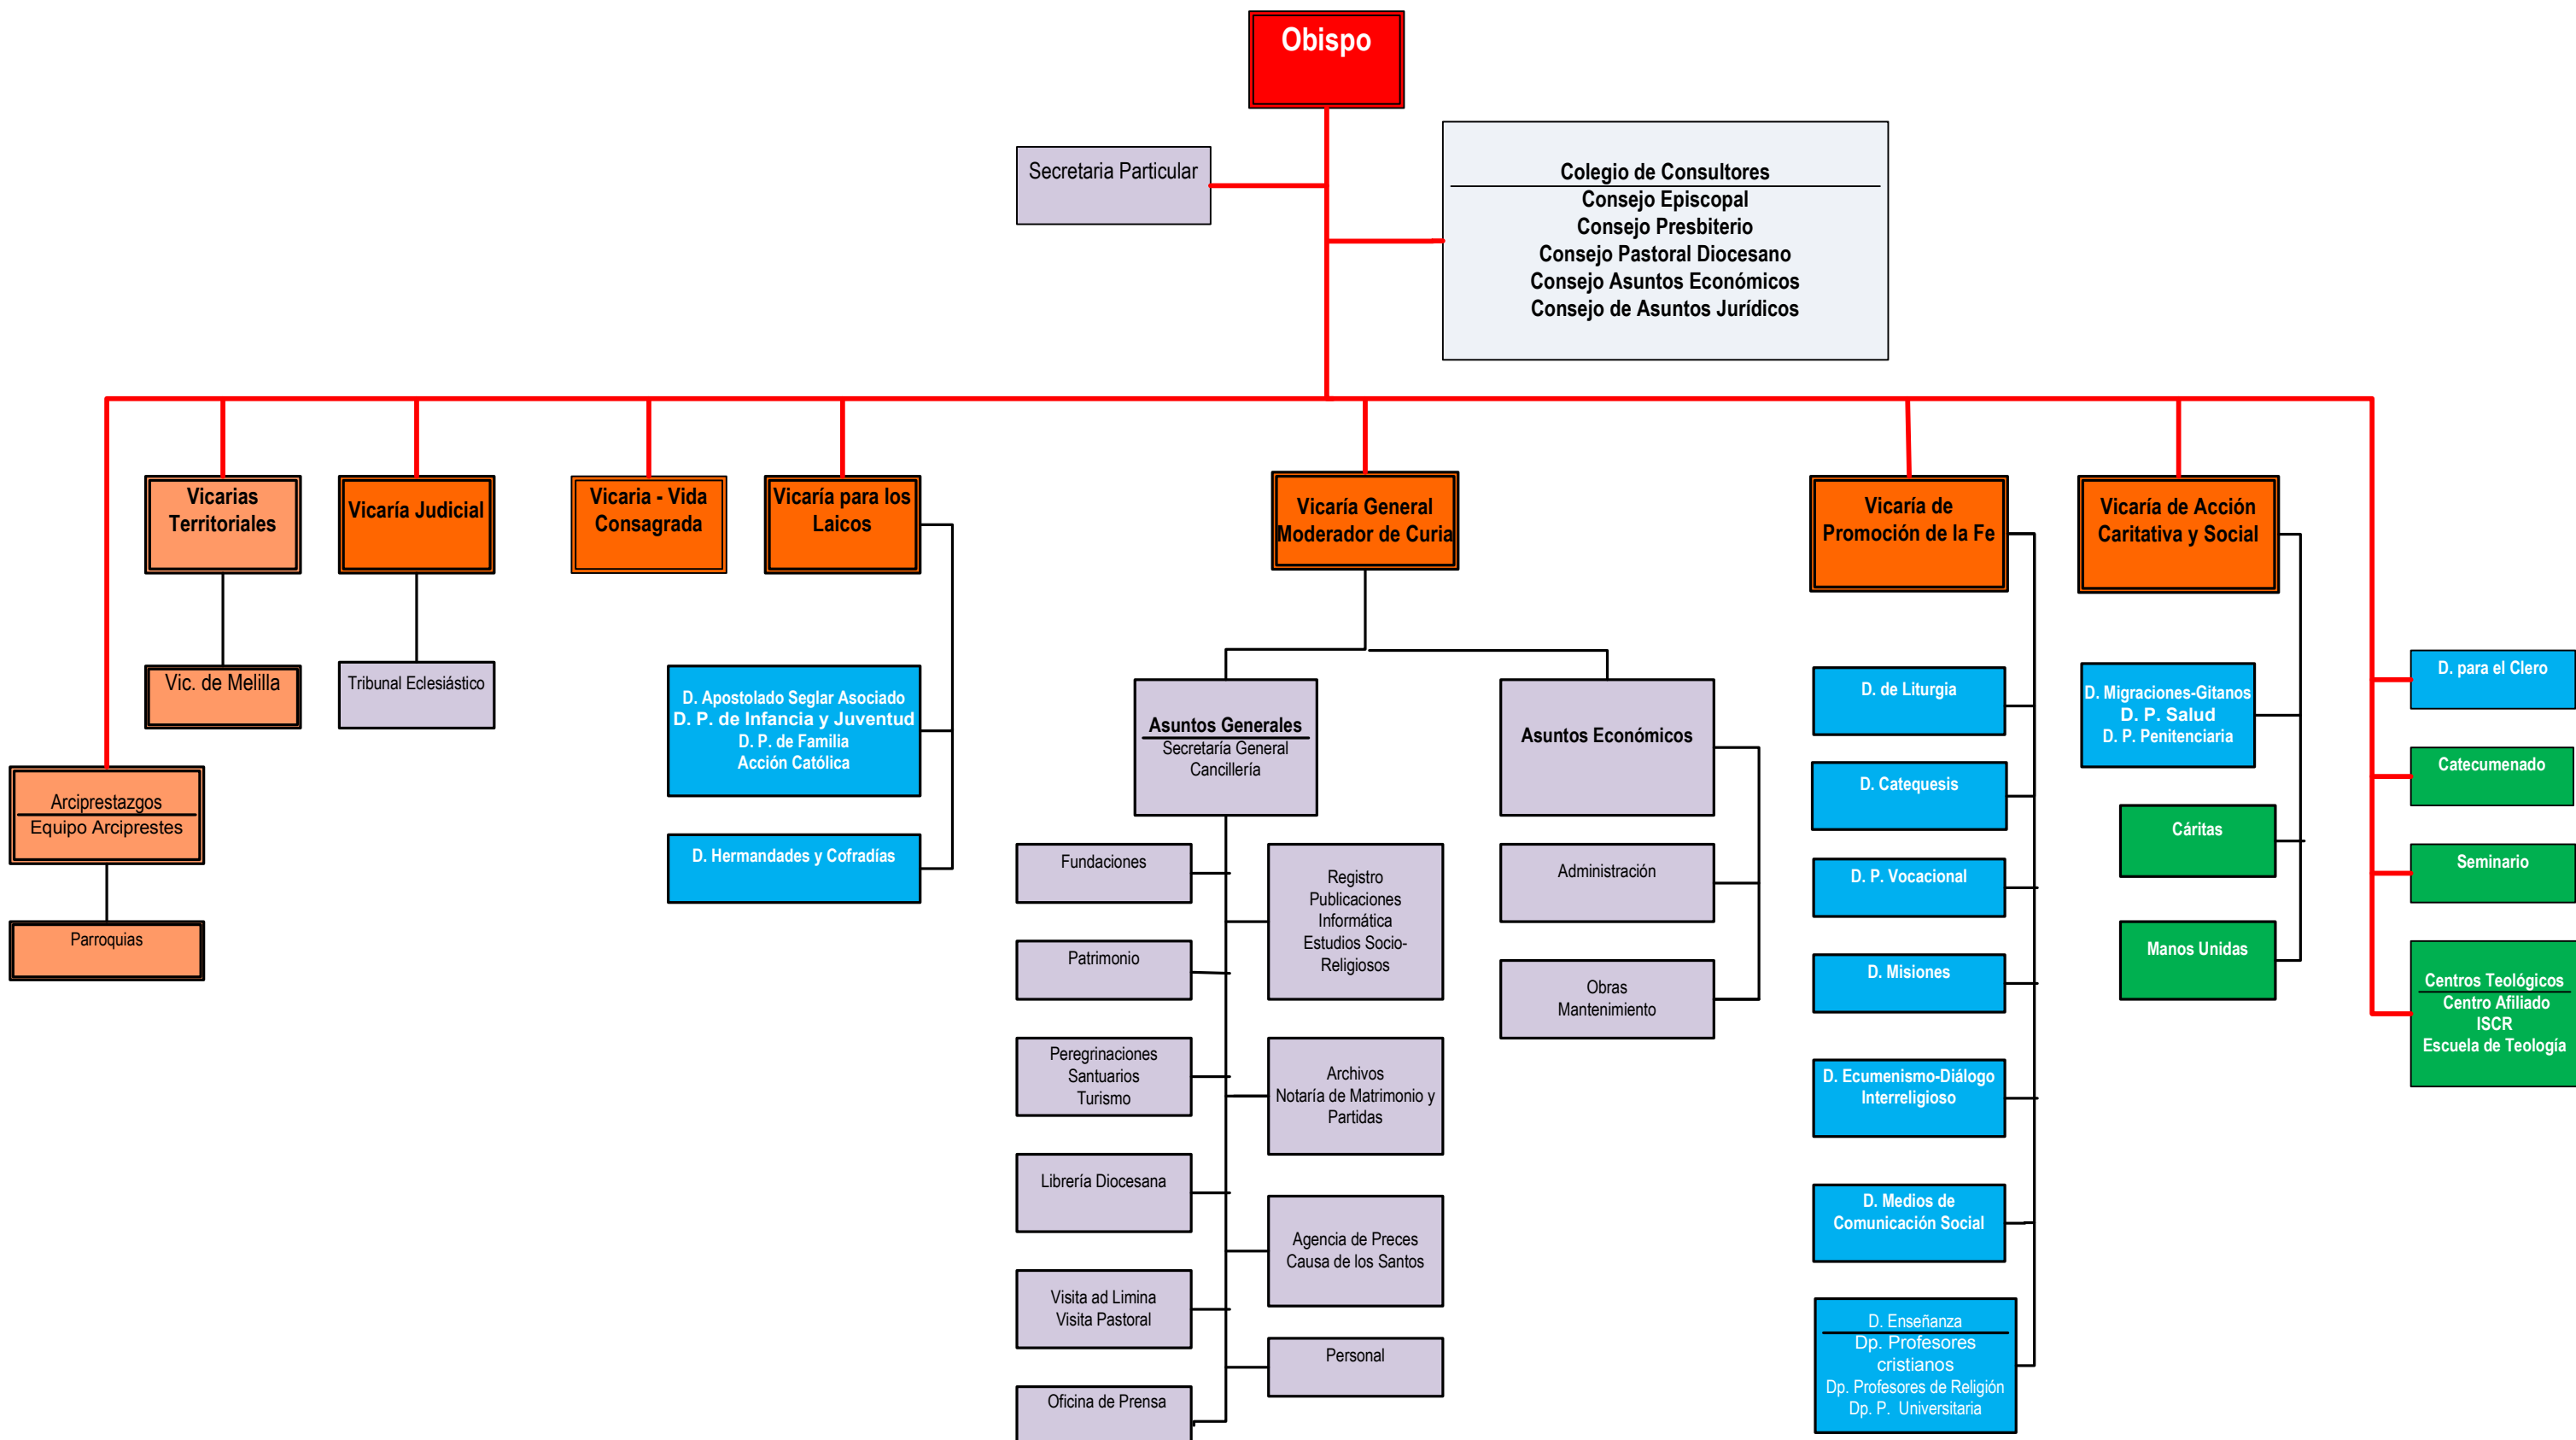 Obispo
Secretaria Particular
Colegio de Consultores
Consejo Episcopal
Consejo Presbiterio
Consejo Pastoral Diocesano
Consejo Asuntos Económicos
Consejo de Asuntos Jurídicos
Vicarias
Territoriales
Vicaría Judicial
Vicaria - Vida
Consagrada
Vicaría para los
Laicos
Vicaría General
Moderador de Curia
Vicaría de
Promoción de la Fe
Vicaría de Acción
Caritativa y Social
Vic. de Melilla
Tribunal Eclesiástico
Arciprestazgos
Equipo Arciprestes
Parroquias
D. Apostolado Seglar Asociado
D. P. de Infancia y Juventud
D. P. de Familia
Acción Católica
D. Hermandades y Cofradías
Asuntos Generales
Secretaría General
Cancillería
Fundaciones
Patrimonio
Peregrinaciones
Santuarios
Turismo
Librería Diocesana
Visita ad Limina
Visita Pastoral
Oficina de Prensa
Registro
Publicaciones
Informática
Estudios Socio-
Religiosos
Archivos
Notaría de Matrimonio y
Partidas
Agencia de Preces
Causa de los Santos
Personal
Asuntos Económicos
Administración
Obras
Mantenimiento
D. de Liturgia
D. Catequesis
D. P. Vocacional
D. Misiones
D. Ecumenismo-Diálogo
Interreligioso
D. Medios de
Comunicación Social
D. Enseñanza
Dp. Profesores
cristianos
Dp. Profesores de Religión
Dp. P. Universitaria
D. Migraciones-Gitanos
D. P. Salud
D. P. Penitenciaria
Cáritas
Manos Unidas
D. para el Clero
Catecumenado
Seminario
Centros Teológicos
Centro Afiliado
ISCR
Escuela de Teología